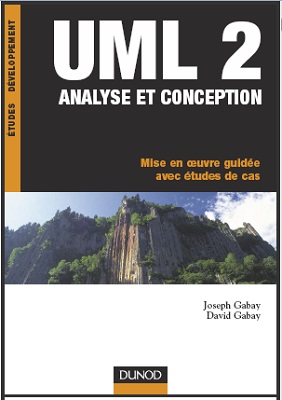 ÉTUDES DÉVELOPPEMENT
UML 2
ANALYSE ET CONCEPTION
Mise en œuvre guidée
avec études de cas
Joseph Gabay
David Gabay
DUNOD